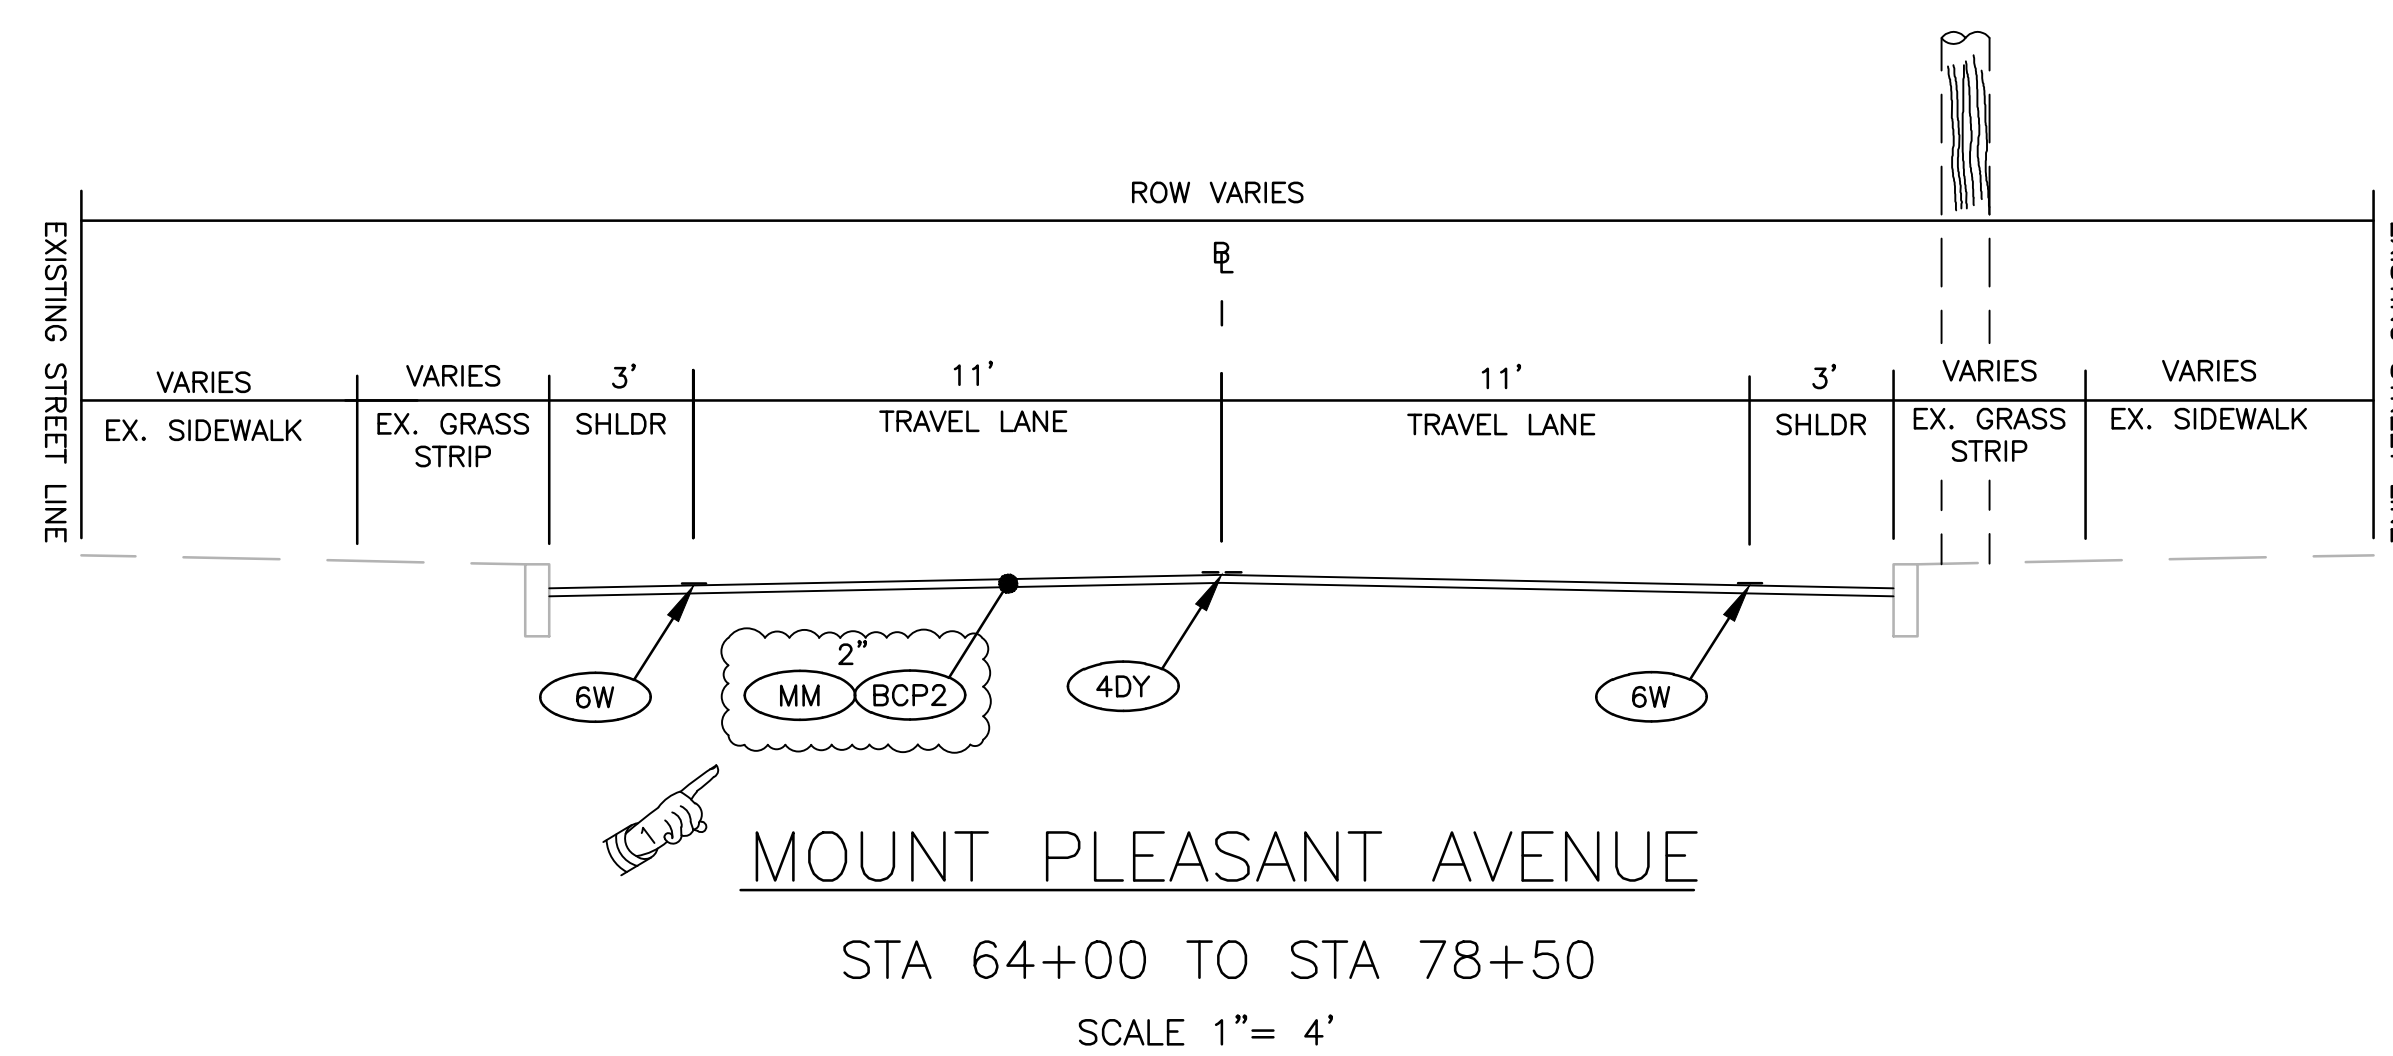 ROW VARIES
BL
EXISTING STREET LINE
VARIES
EX. SIDEWALK
VARIES
EX. GRASS
STRIP
3'
SHLDR
11'
TRAVEL LANE
11'
TRAVEL LANE
3'
SHLDR
VARIES
EX. GRASS
STRIP
VARIES
EX. SIDEWALK
6W
2"
MM
BCP2
4DY
6W
1
MOUNT PLEASANT AVENUE
STA 64+00 TO STA 78+50
SCALE 1"= 4'